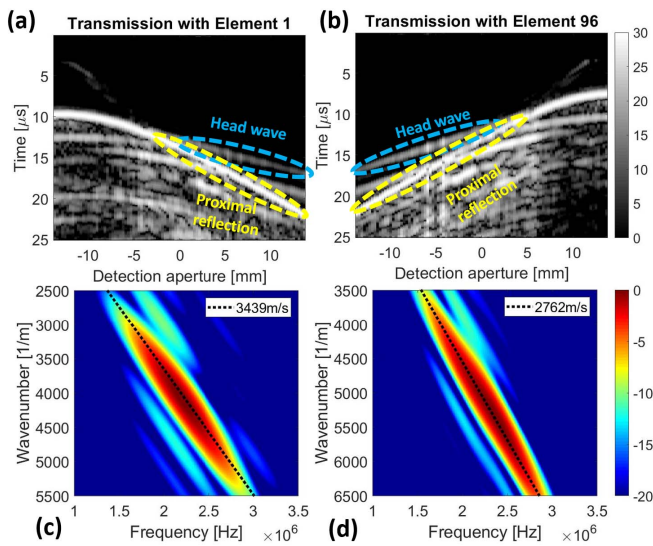 (a)
Transmission with Element 1
Time [μs]
5
10
15
20
25
Head wave
Proximal
reflection
-10
-5
0
5
10
Detection aperture [mm]
(b)
Transmission with Element 96
Time [μs]
5
10
15
20
25
Head wave
Proximal
reflection
-10
-5
0
5
10
Detection aperture [mm]
30
25
20
15
10
5
0
2500
3000
3500
4000
4500
5000
5500
Wavenumber [1/m]
3439m/s
1
1.5
2
2.5
3
3.5
Frequency [Hz]
×10⁶
(c)
3500
4000
4500
5000
5500
6000
6500
Wavenumber [1/m]
2762m/s
1
1.5
2
2.5
3
3.5
Frequency [Hz]
×10⁶
(d)
0
-5
-10
-15
-20